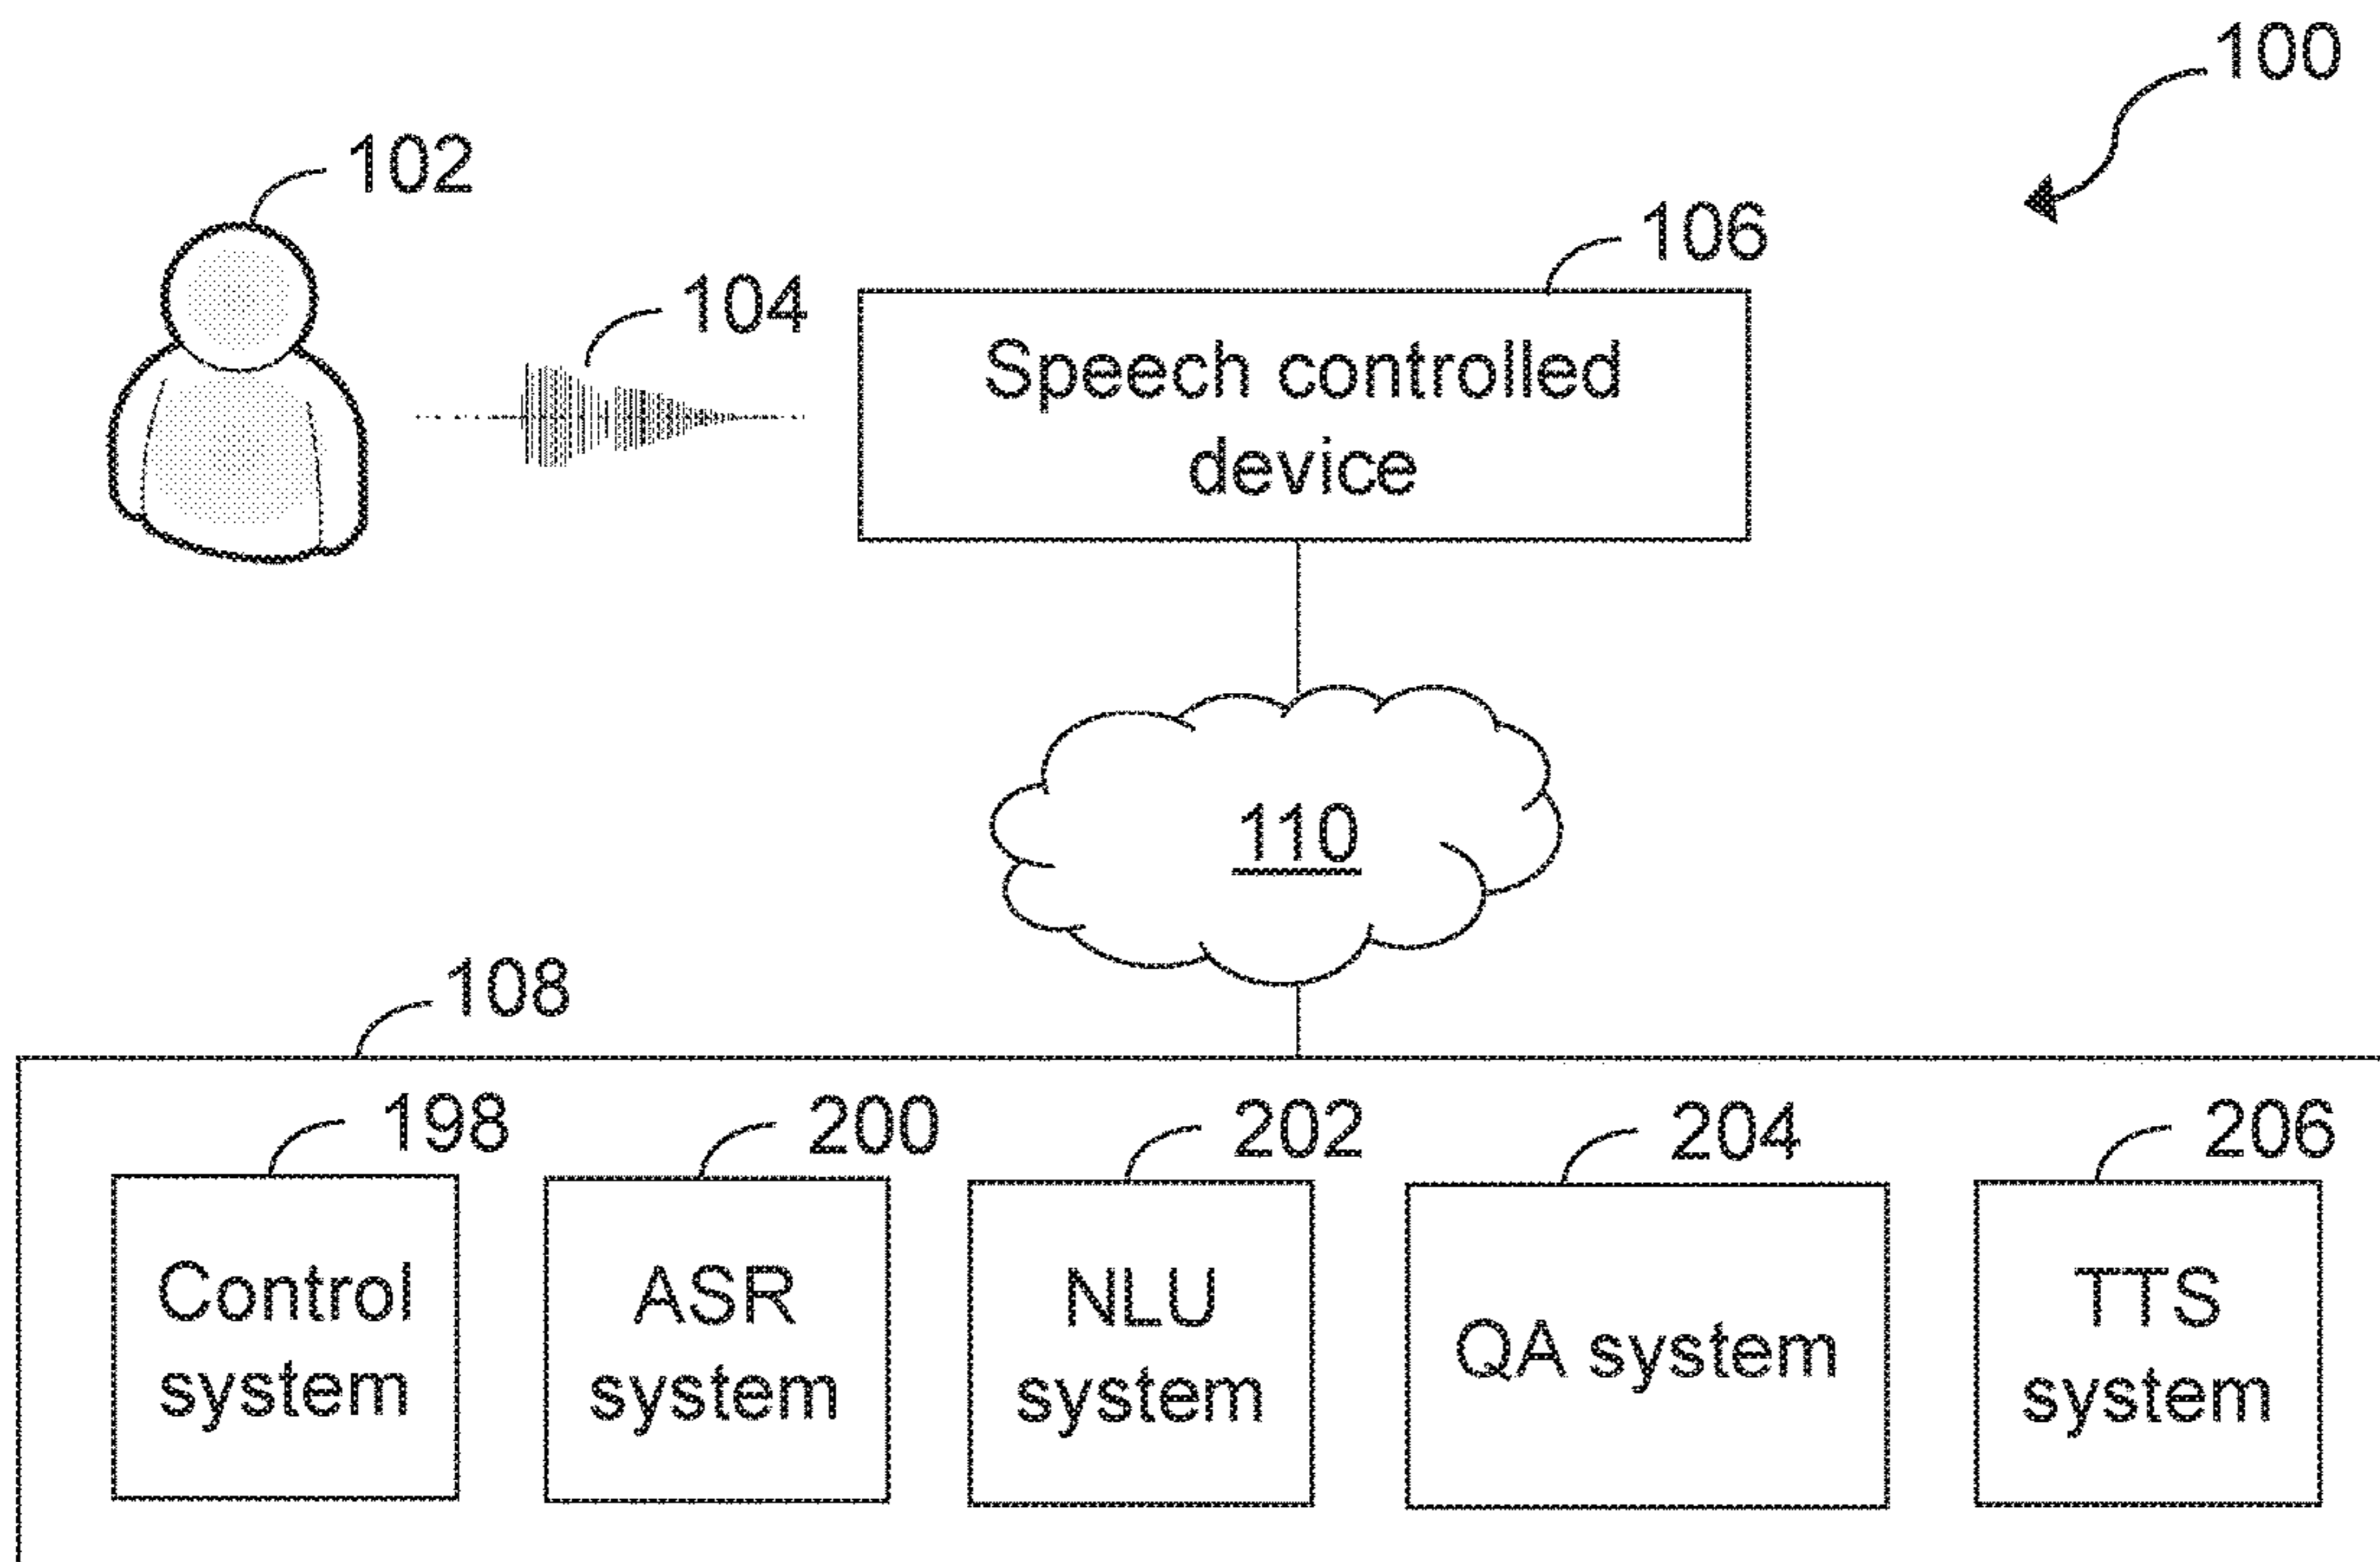 100
102
106
104
Speech controlled
device
110
108
198
200
202
204
206
Control
system
ASR
system
NLU
system
QA system
TTS
system